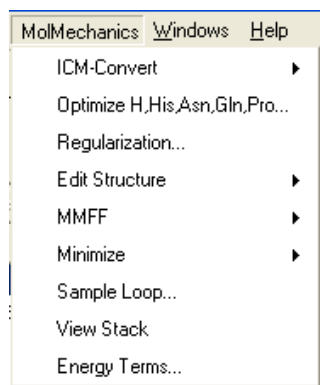 MolMechanics Windows Help
ICM-Convert
Optimize H,His,Asn,Gln,Pro...
Regularization...
Edit Structure
MMFF
Minimize
Sample Loop...
View Stack
Energy Terms...